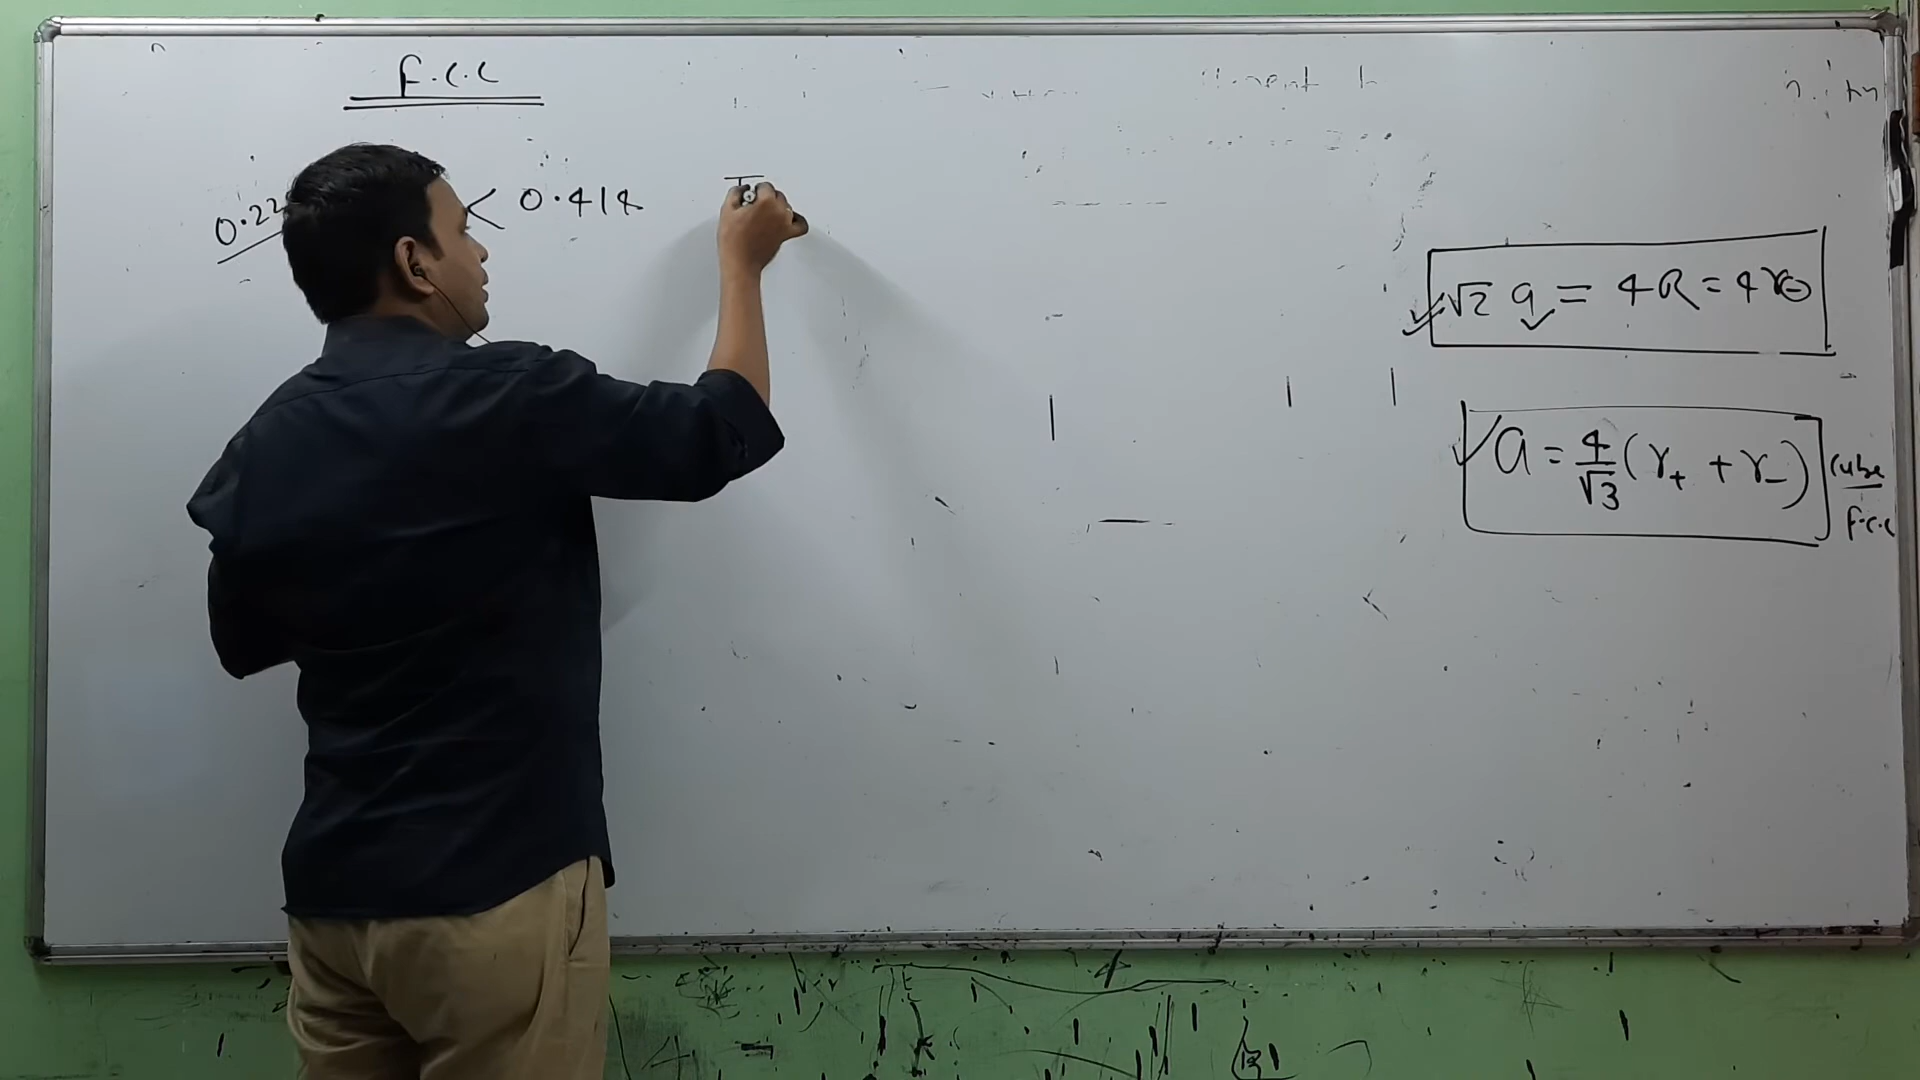 F.C.C
0.22 < 0.414 T
√2 a = 4R = 4r⊖
a = 4/√3 (r₊ + r₋) Cube
F.C.C